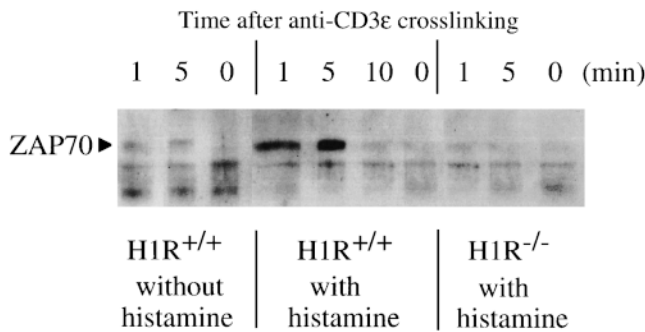 Time after anti-CD3ε crosslinking
1 5 0 1 5 10 0 1 5 0 (min)
ZAP70
H1R+/+ H1R+/+ H1R-/-
without with with
histamine histamine histamine